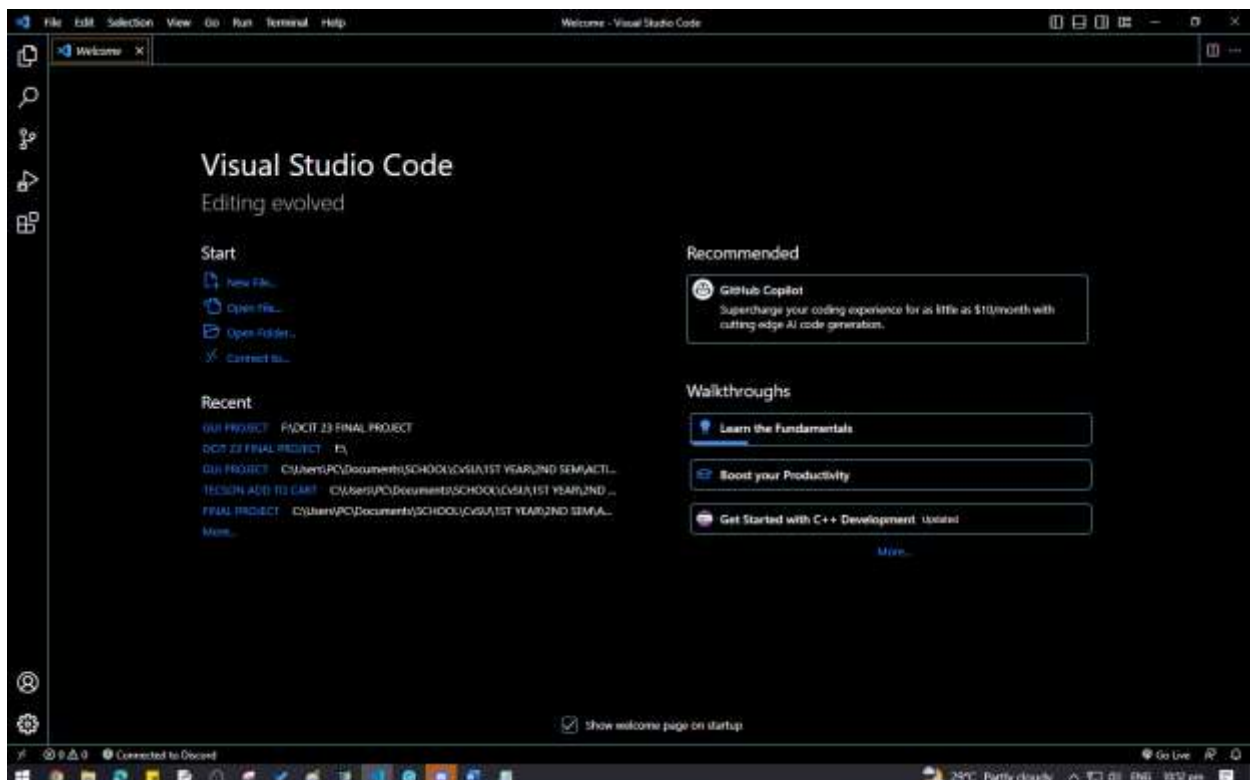 File Edit Selection View Go Run Terminal Help
Welcome - Visual Studio Code
Welcome
Visual Studio Code
Editing evolved
Start
New File...
Open File...
Open Folder...
Connect to...
Recent
GUI PROJECT F:\DCIT 23 FINAL PROJECT
DCIT 23 FINAL PROJECT F:\
GUI PROJECT C:\Users\PC\Documents\SCHOOL\CvSU\1ST YEAR\2ND SEM\ACTI...
TECSON ADD TO CART C:\Users\PC\Documents\SCHOOL\CvSU\1ST YEAR\2ND ...
FINAL PROJECT C:\Users\PC\Documents\SCHOOL\CvSU\1ST YEAR\2ND SEM\A...
More...
Recommended
GitHub Copilot
Supercharge your coding experience for as little as $10/month with
cutting edge AI code generation.
Walkthroughs
Learn the Fundamentals
Boost your Productivity
Get Started with C++ Development Updated
More...
Show welcome page on startup
0 0 Connected to Discord
Go Live
29°C Partly cloudy ENG